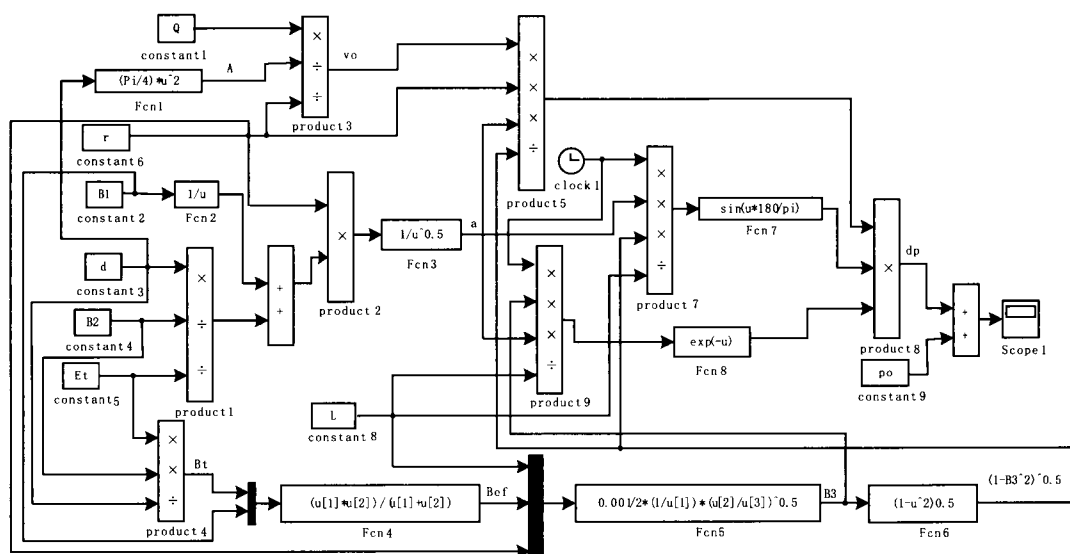 Q
constant1
×
÷
÷
product3
vo
(Pi/4)*u^2
Fcn1
A
r
constant6
B1
constant2
1/u
Fcn2
d
constant3
B2
constant4
Et
constant5
×
÷
÷
product1
+
+
×
product2
1/u^0.5
Fcn3
a
×
×
×
÷
product5
clock1
×
×
×
÷
product7
sin(u*180/pi)
Fcn7
×
×
×
÷
product9
exp(-u)
Fcn8
×
product8
dp
po
constant9
+
+
Scope1
L
constant8
×
×
÷
product4
Bt
(u[1]*u[2])/(u[1]+u[2])
Fcn4
Bef
0.001/2*(1/u[1])*(u[2]/u[3])^0.5
Fcn5
B3
(1-u^2)0.5
Fcn6
(1-B3^2)^0.5